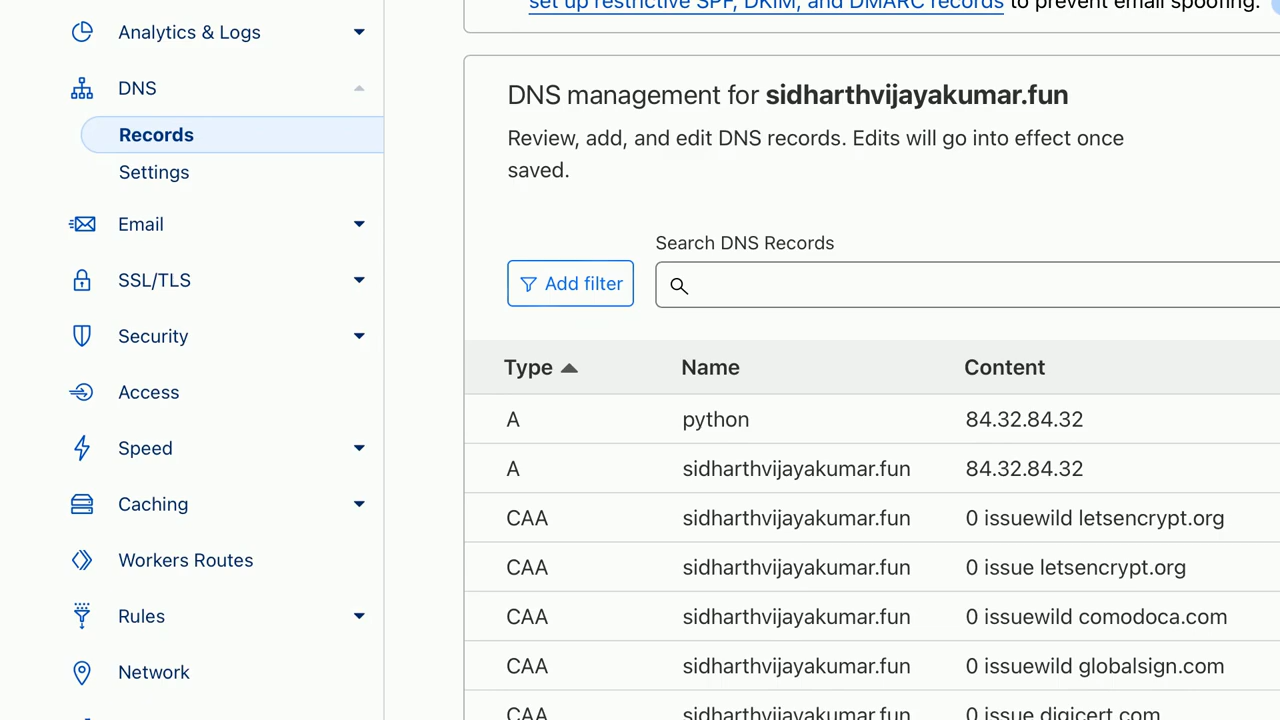 set up restrictive SPF, DKIM, and DMARC records to prevent email spoofing.
Analytics & Logs
DNS
Records
Settings
Email
SSL/TLS
Security
Access
Speed
Caching
Workers Routes
Rules
Network
DNS management for sidharthvijayakumar.fun
Review, add, and edit DNS records. Edits will go into effect once
saved.
Search DNS Records
Add filter
Type Name Content
A python 84.32.84.32
A sidharthvijayakumar.fun 84.32.84.32
CAA sidharthvijayakumar.fun 0 issuewild letsencrypt.org
CAA sidharthvijayakumar.fun 0 issue letsencrypt.org
CAA sidharthvijayakumar.fun 0 issuewild comodoca.com
CAA sidharthvijayakumar.fun 0 issuewild globalsign.com
CAA sidharthvijayakumar.fun 0 issue digicert.com